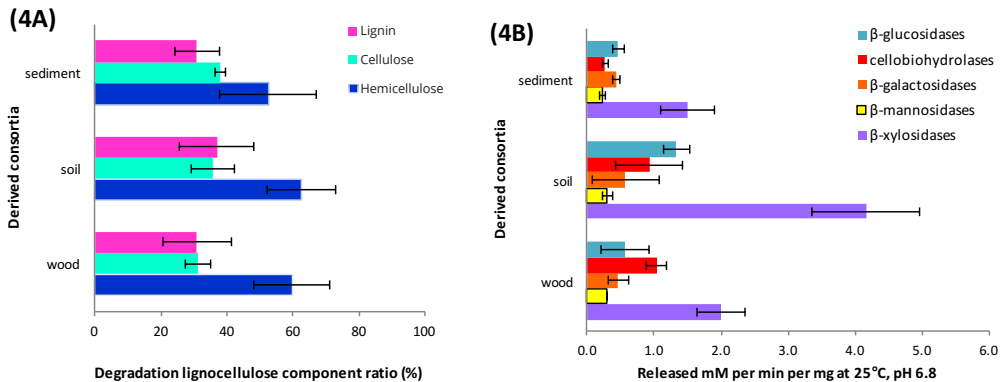 (4A)
Lignin
Cellulose
Hemicellulose
Derived consortia
sediment
soil
wood
0 20 40 60 80 100
Degradation lignocellulose component ratio (%)
(4B)
β-glucosidases
cellobiohydrolases
β-galactosidases
β-mannosidases
β-xylosidases
Derived consortia
sediment
soil
wood
0.0 1.0 2.0 3.0 4.0 5.0 6.0
Released mM per min per mg at 25°C, pH 6.8